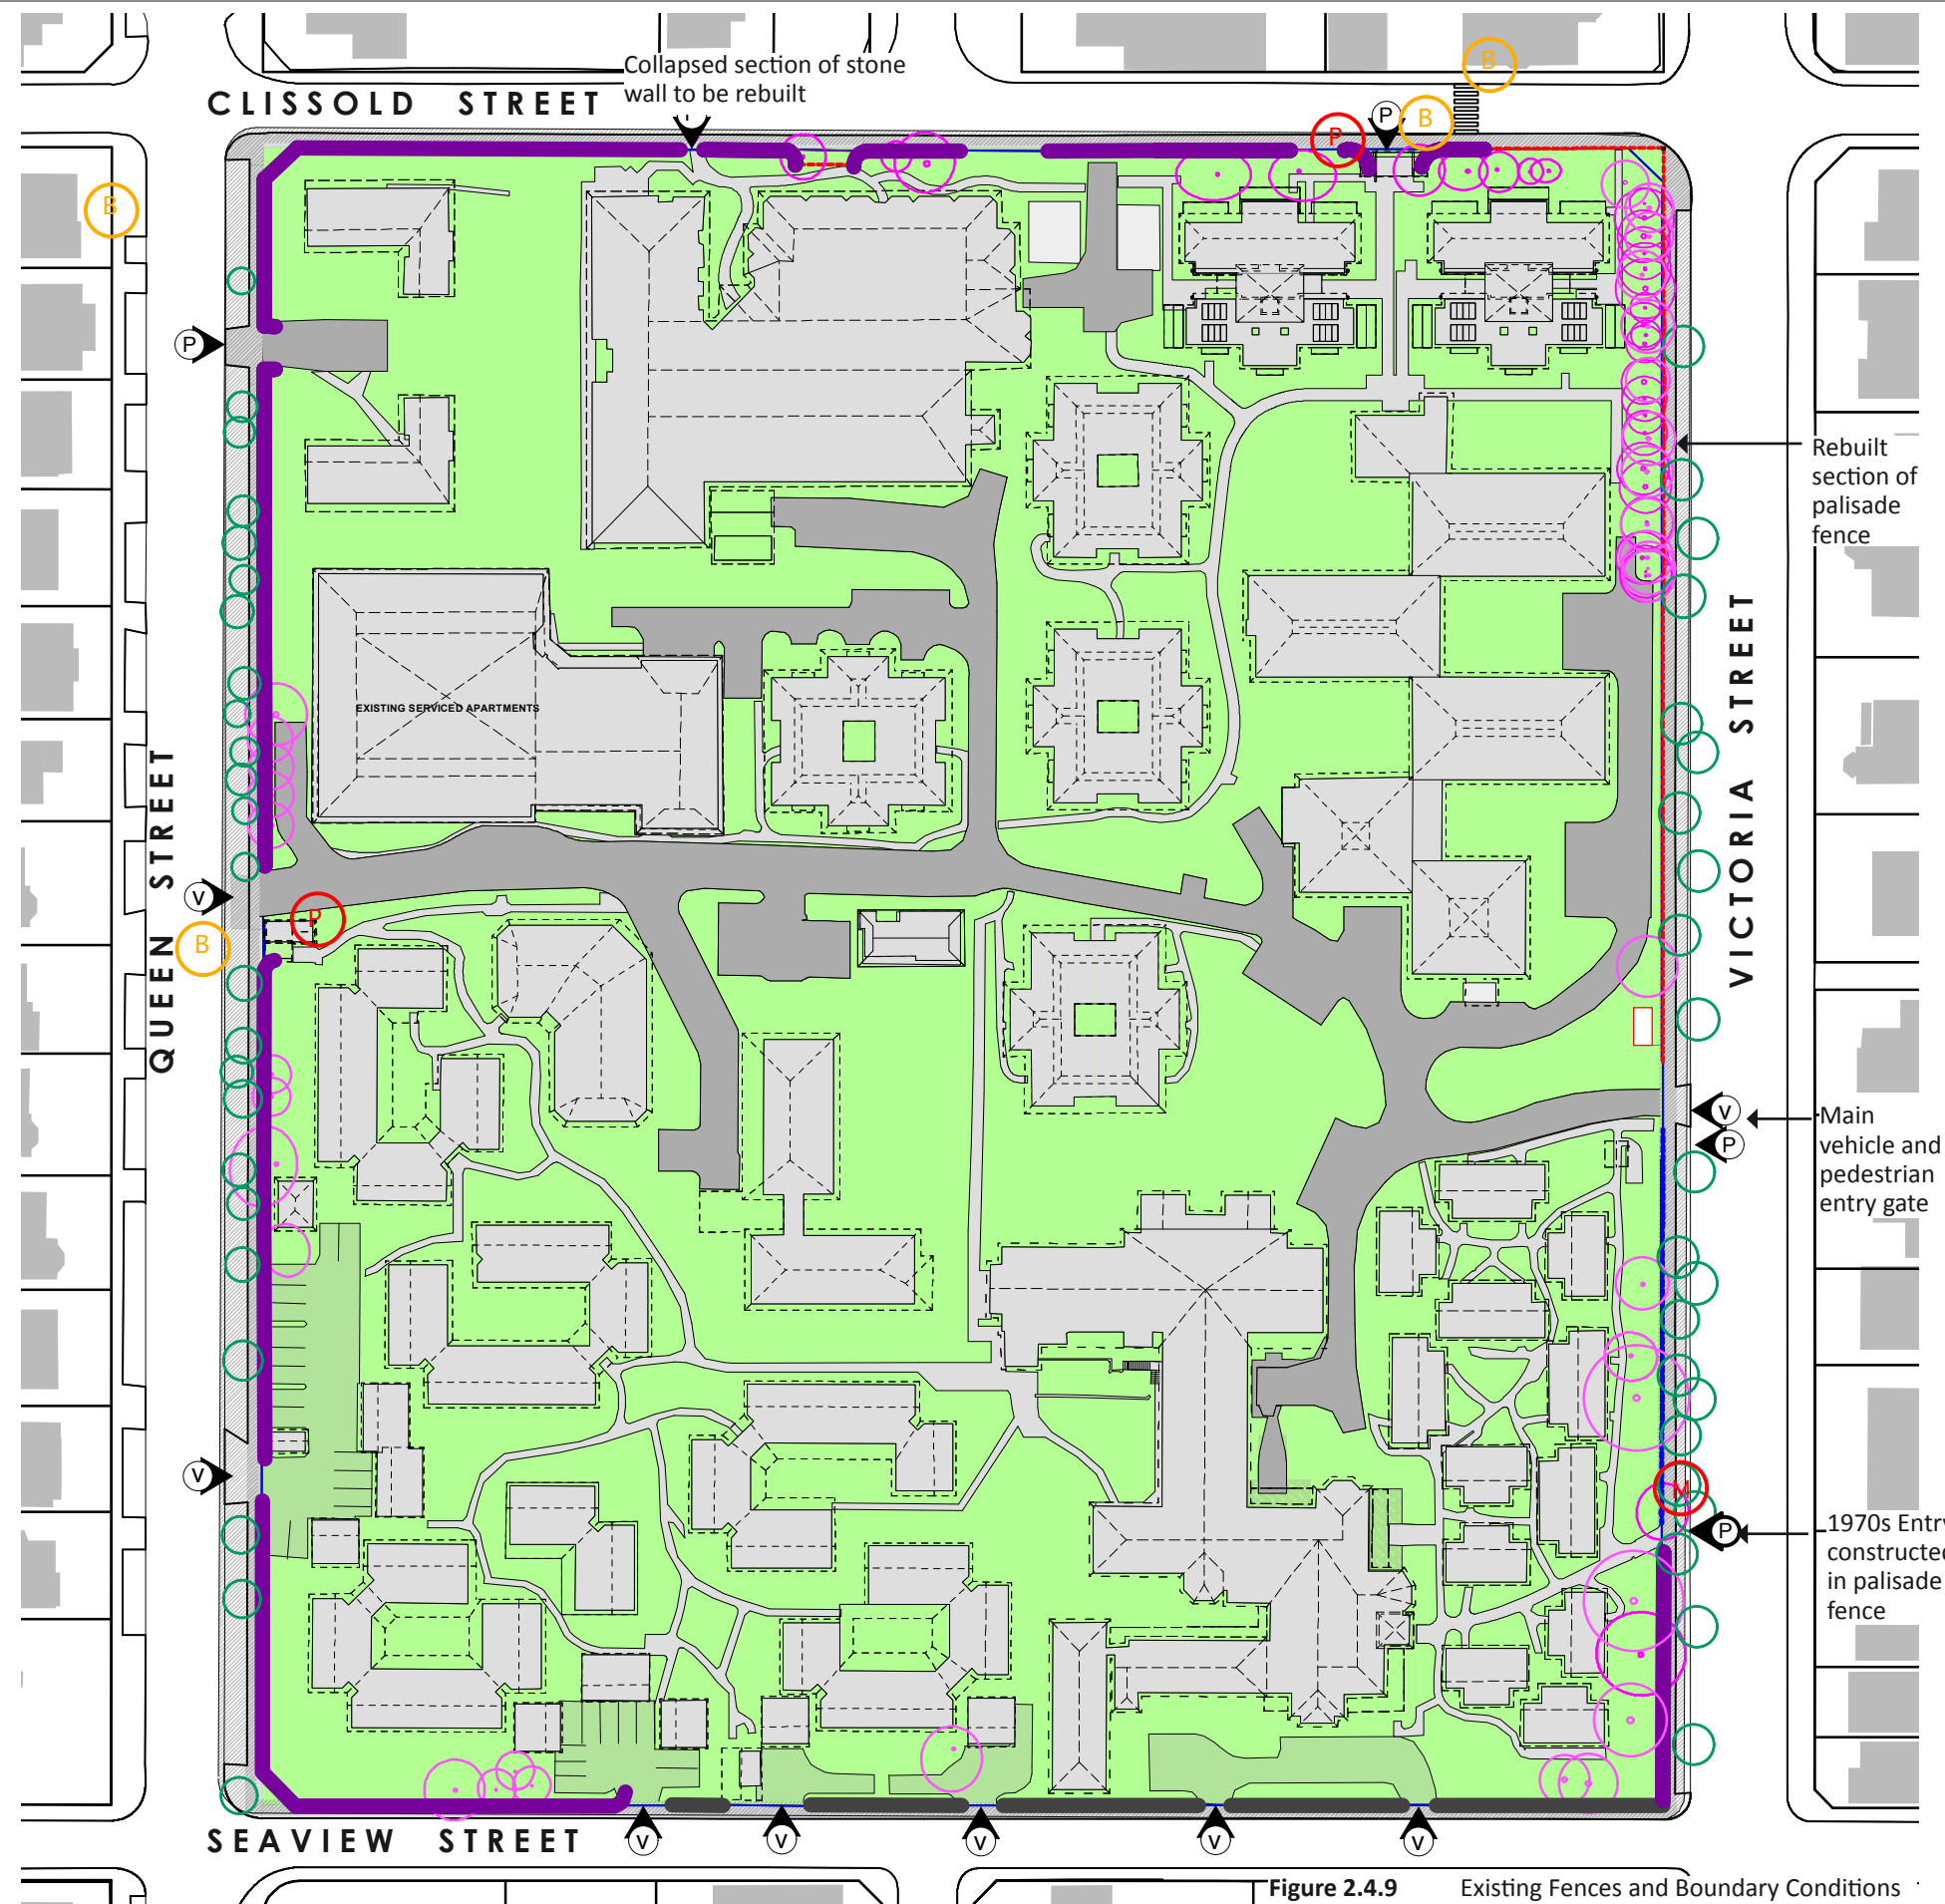 B
Collapsed section of stone
wall to be rebuilt
CLISSOLD STREET
P
P
B
B
P
Rebuilt
section of
palisade
fence
EXISTING SERVICED APARTMENTS
QUEEN STREET
VICTORIA STREET
V
P
B
V
P
Main
vehicle and
pedestrian
entry gate
V
M
P
1970s Entry
constructed
in palisade
fence
SEAVIEW STREET
V
V
V
V
V
Figure 2.4.9 Existing Fences and Boundary Conditions